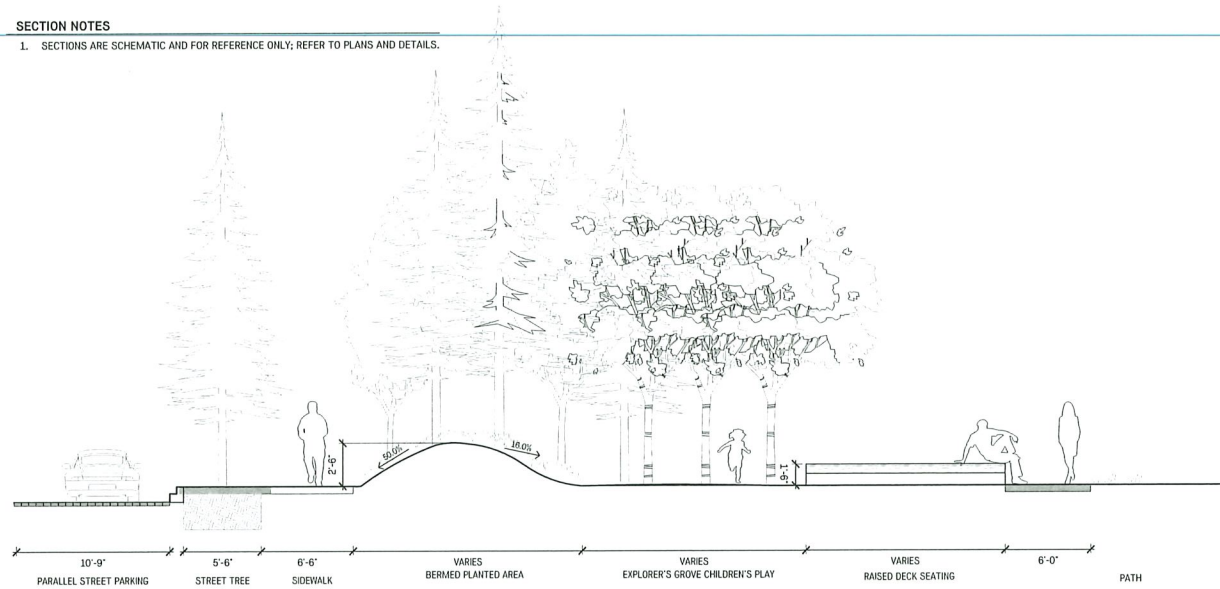 SECTION NOTES
1. SECTIONS ARE SCHEMATIC AND FOR REFERENCE ONLY; REFER TO PLANS AND DETAILS.
50.0%
2'-6"
16.0%
1'-6"
10'-9"
PARALLEL STREET PARKING
5'-6"
STREET TREE
6'-6"
SIDEWALK
VARIES
BERMED PLANTED AREA
VARIES
EXPLORER'S GROVE CHILDREN'S PLAY
VARIES
RAISED DECK SEATING
6'-0"
PATH